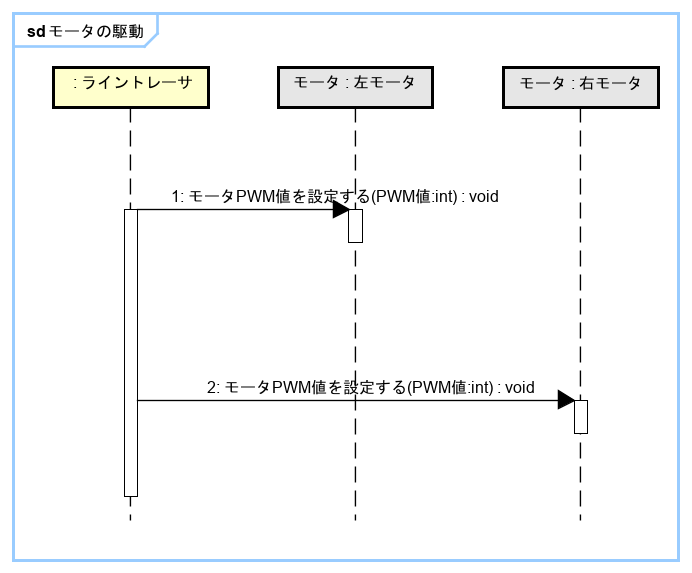 sd モータの駆動
: ライントレーサ
モータ : 左モータ
モータ : 右モータ
1: モータPWM値を設定する(PWM値:int) : void
2: モータPWM値を設定する(PWM値:int) : void